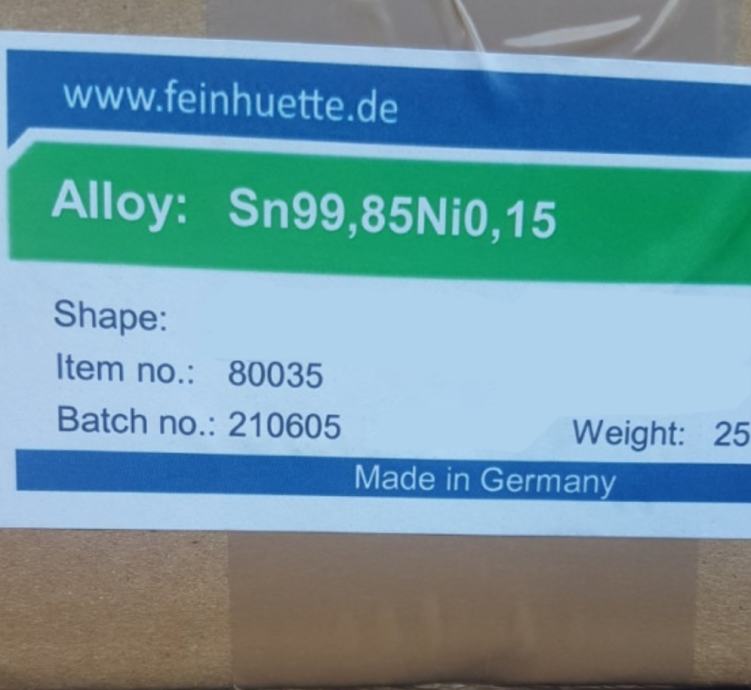 www.feinhuette.de
Alloy: Sn99,85Ni0,15
Shape:
Item no.: 80035
Batch no.: 210605 Weight: 25
Made in Germany